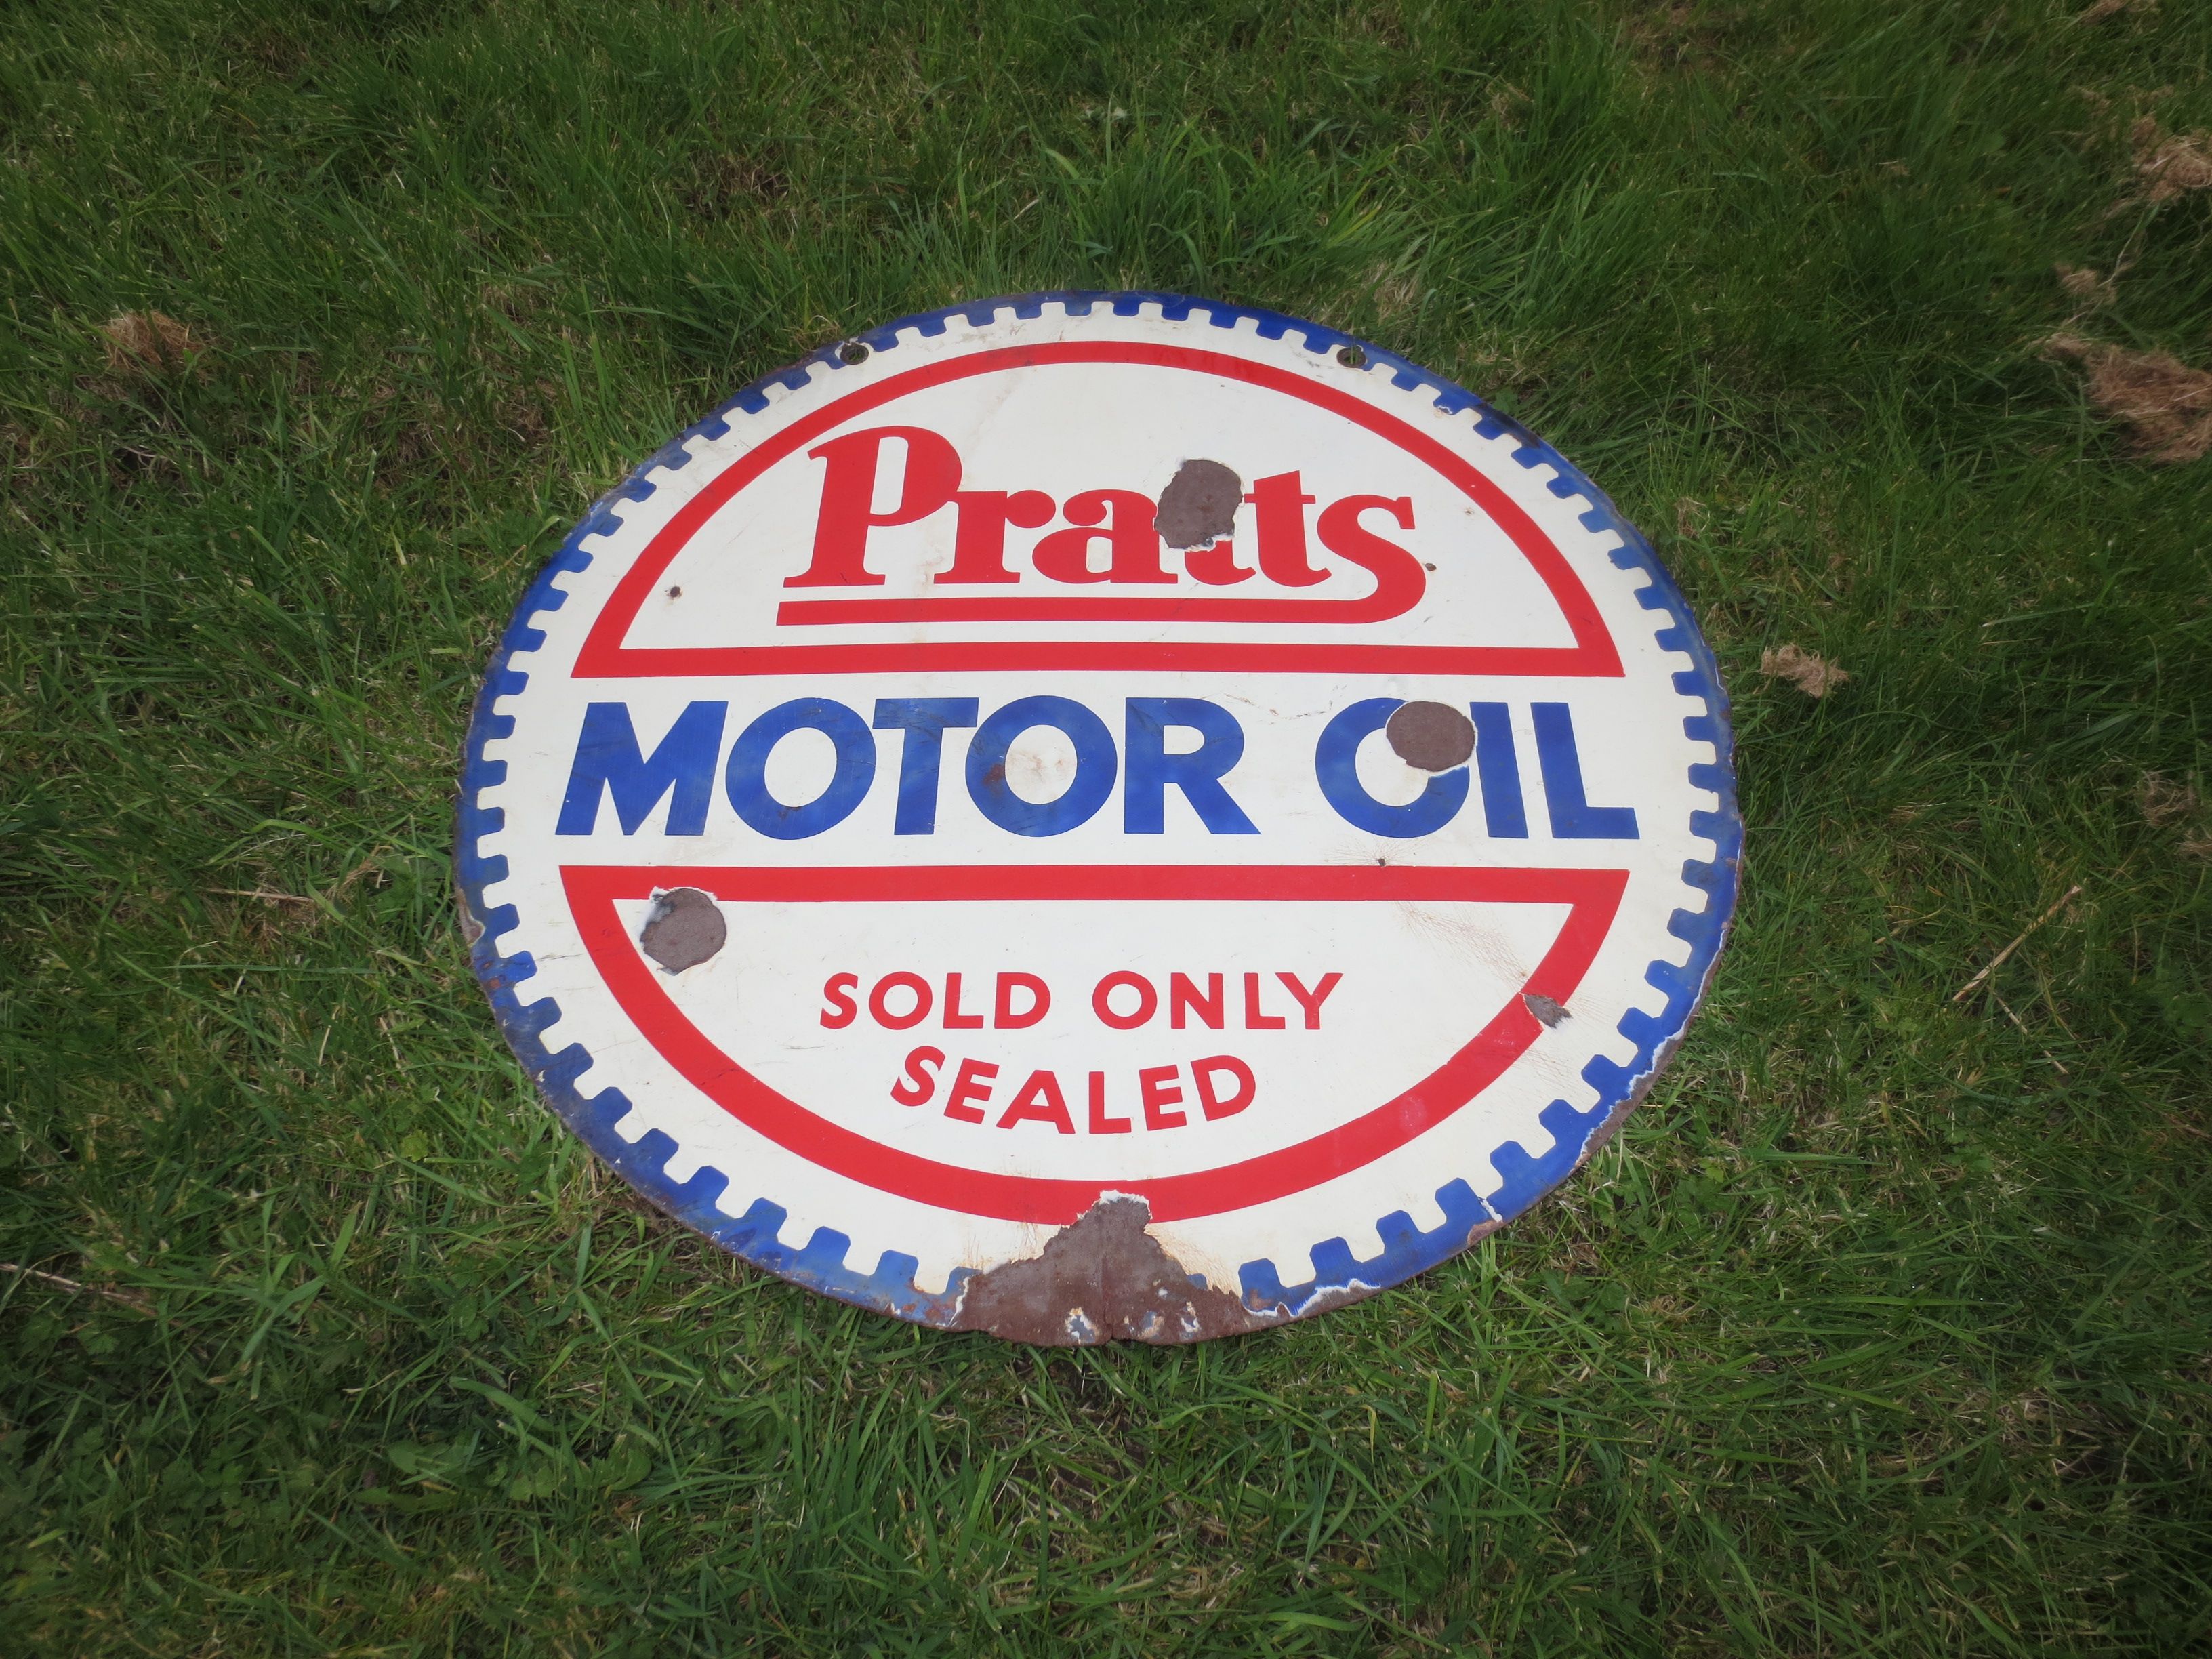 Pratts
MOTOR OIL
SOLD ONLY
SEALED